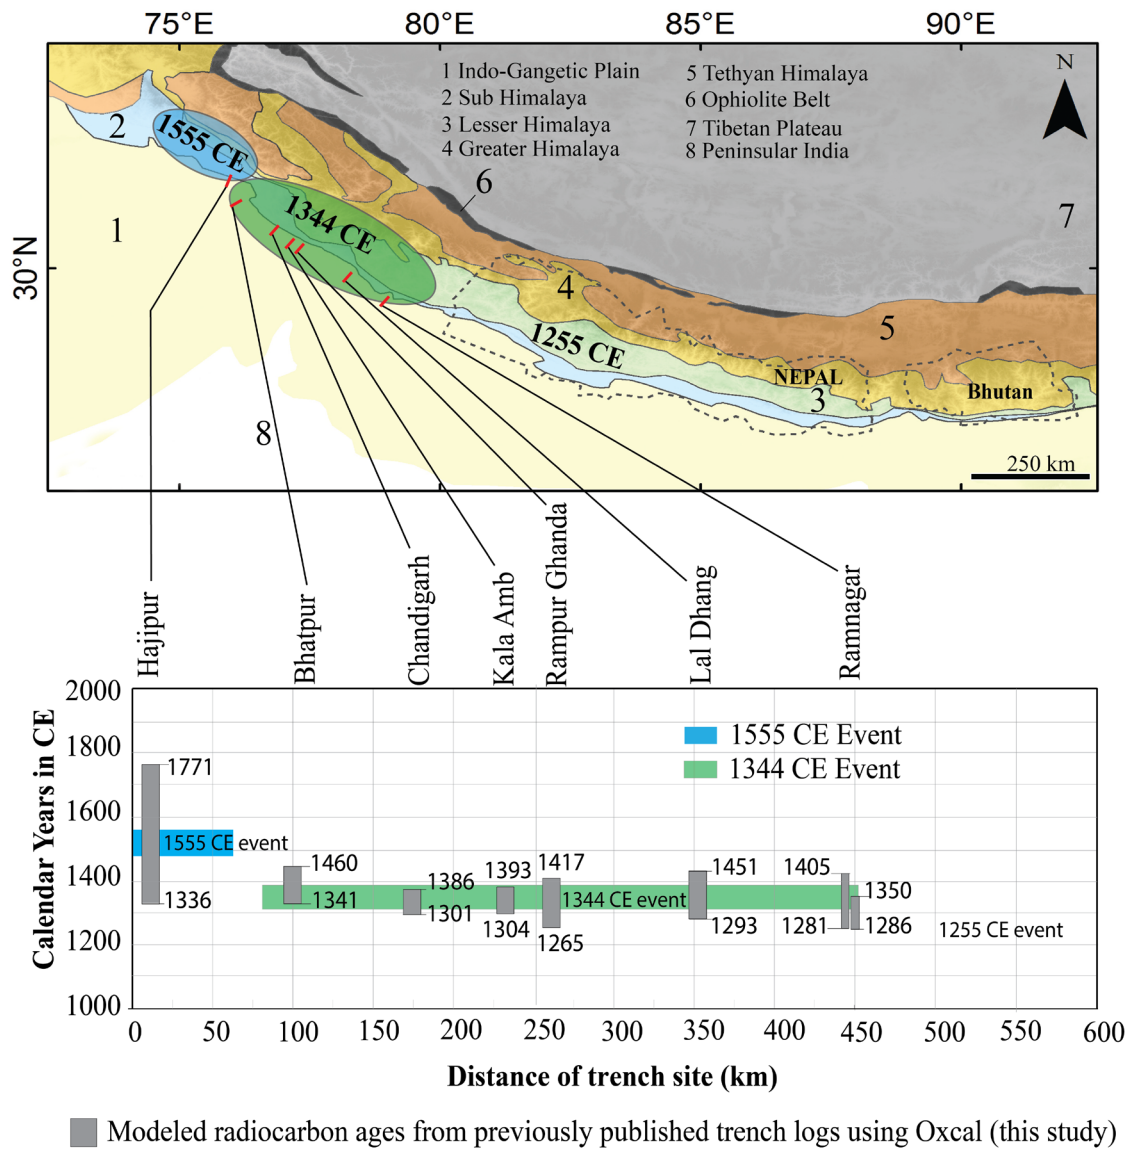 75°E 80°E 85°E 90°E
30°N
1 Indo-Gangetic Plain
2 Sub Himalaya
3 Lesser Himalaya
4 Greater Himalaya
5 Tethyan Himalaya
6 Ophiolite Belt
7 Tibetan Plateau
8 Peninsular India
N
2
1555 CE
1
1344 CE
6
7
4
5
1255 CE
NEPAL
3
Bhutan
8
250 km
Hajipur
Bhatpur
Chandigarh
Kala Amb
Rampur Ghanda
Lal Dhang
Ramnagar
Calendar Years in CE
2000
1800
1600
1400
1200
1000
1555 CE Event
1344 CE Event
1771
1555 CE event
1336
1460
1341
1386
1301
1393
1304
1417
1265
1344 CE event
1451
1293
1405
1281
1350
1286
1255 CE event
0 50 100 150 200 250 300 350 400 450 500 550 600
Distance of trench site (km)
Modeled radiocarbon ages from previously published trench logs using Oxcal (this study)